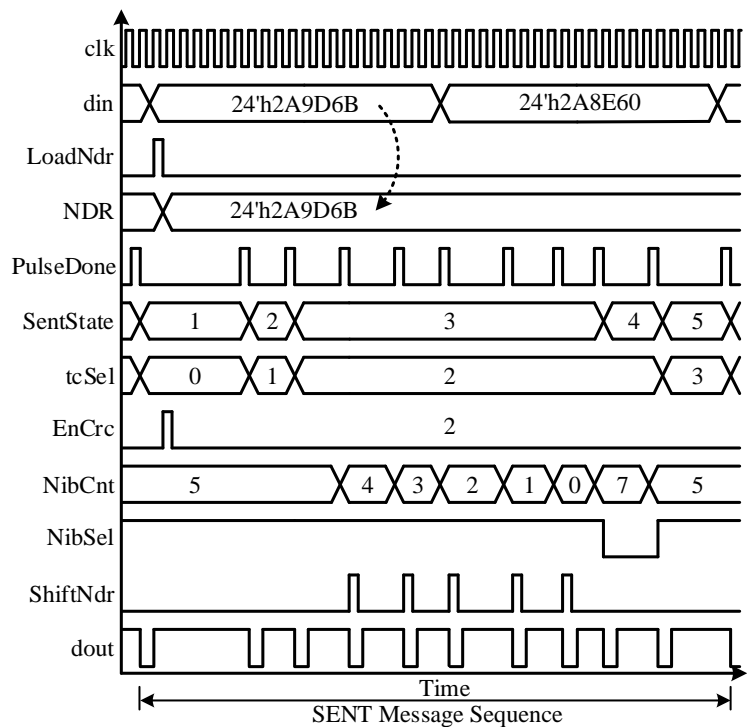 clk
din 24'h2A9D6B 24'h2A8E60
LoadNdr
NDR 24'h2A9D6B
PulseDone
SentState 1 2 3 4 5
tcSel 0 1 2 3
EnCrc 2
NibCnt 5 4 3 2 1 0 7 5
NibSel
ShiftNdr
dout
Time
SENT Message Sequence